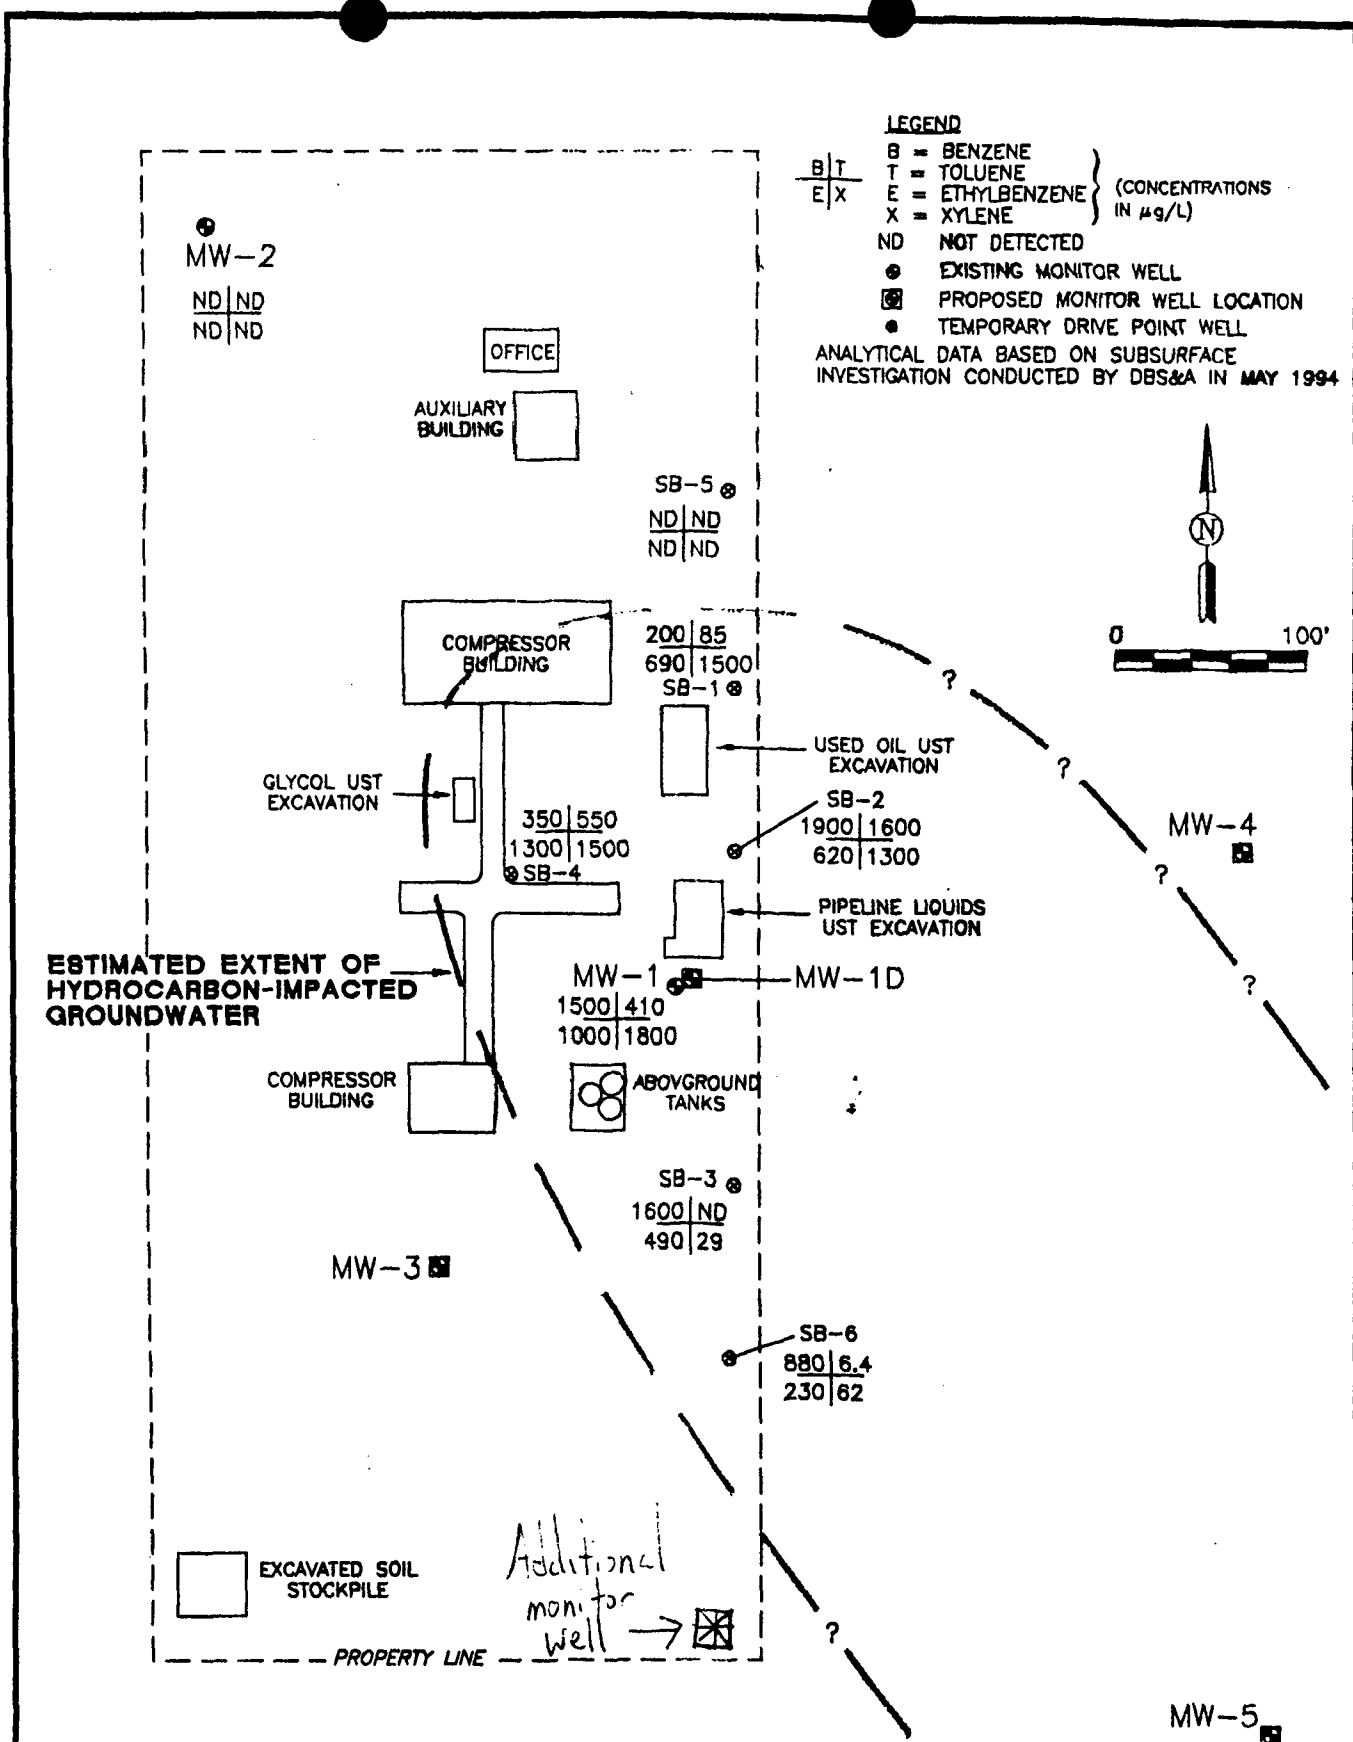 LEGEND
B|T
E|X
B = BENZENE
T = TOLUENE
E = ETHYLBENZENE
X = XYLENE
(CONCENTRATIONS
IN µg/L)
ND NOT DETECTED
EXISTING MONITOR WELL
PROPOSED MONITOR WELL LOCATION
TEMPORARY DRIVE POINT WELL
ANALYTICAL DATA BASED ON SUBSURFACE
INVESTIGATION CONDUCTED BY DBS&A IN MAY 1994
MW-2
ND|ND
ND|ND
OFFICE
AUXILIARY
BUILDING
SB-5
ND|ND
ND|ND
N
0 100'
COMPRESSOR
BUILDING
200|85
690|1500
SB-1
?
USED OIL UST
EXCAVATION
?
GLYCOL UST
EXCAVATION
SB-2
1900|1600
620|1300
350|550
1300|1500
SB-4
MW-4
?
PIPELINE LIQUIDS
UST EXCAVATION
ESTIMATED EXTENT OF
HYDROCARBON-IMPACTED
GROUNDWATER
MW-1
MW-1D
1500|410
1000|1800
?
COMPRESSOR
BUILDING
ABOVGROUND
TANKS
SB-3
1600|ND
490|29
MW-3
SB-6
880|6.4
230|62
EXCAVATED SOIL
STOCKPILE
Additional
monitor
well
?
PROPERTY LINE
MW-5